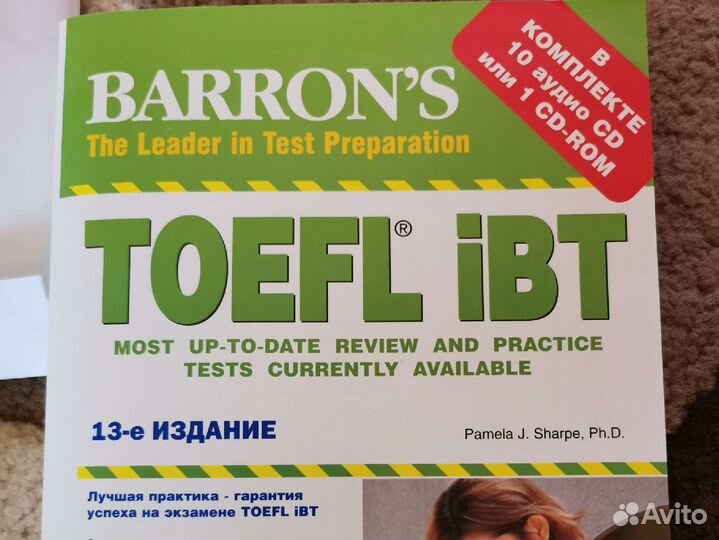 BARRON'S
The Leader in Test Preparation
В
КОМПЛЕКТЕ
10 аудио CD
или 1 CD-ROM
TOEFL® iBT
MOST UP-TO-DATE REVIEW AND PRACTICE
TESTS CURRENTLY AVAILABLE
13-е ИЗДАНИЕ
Pamela J. Sharpe, Ph.D.
Лучшая практика - гарантия
успеха на экзамене TOEFL iBT
Avito